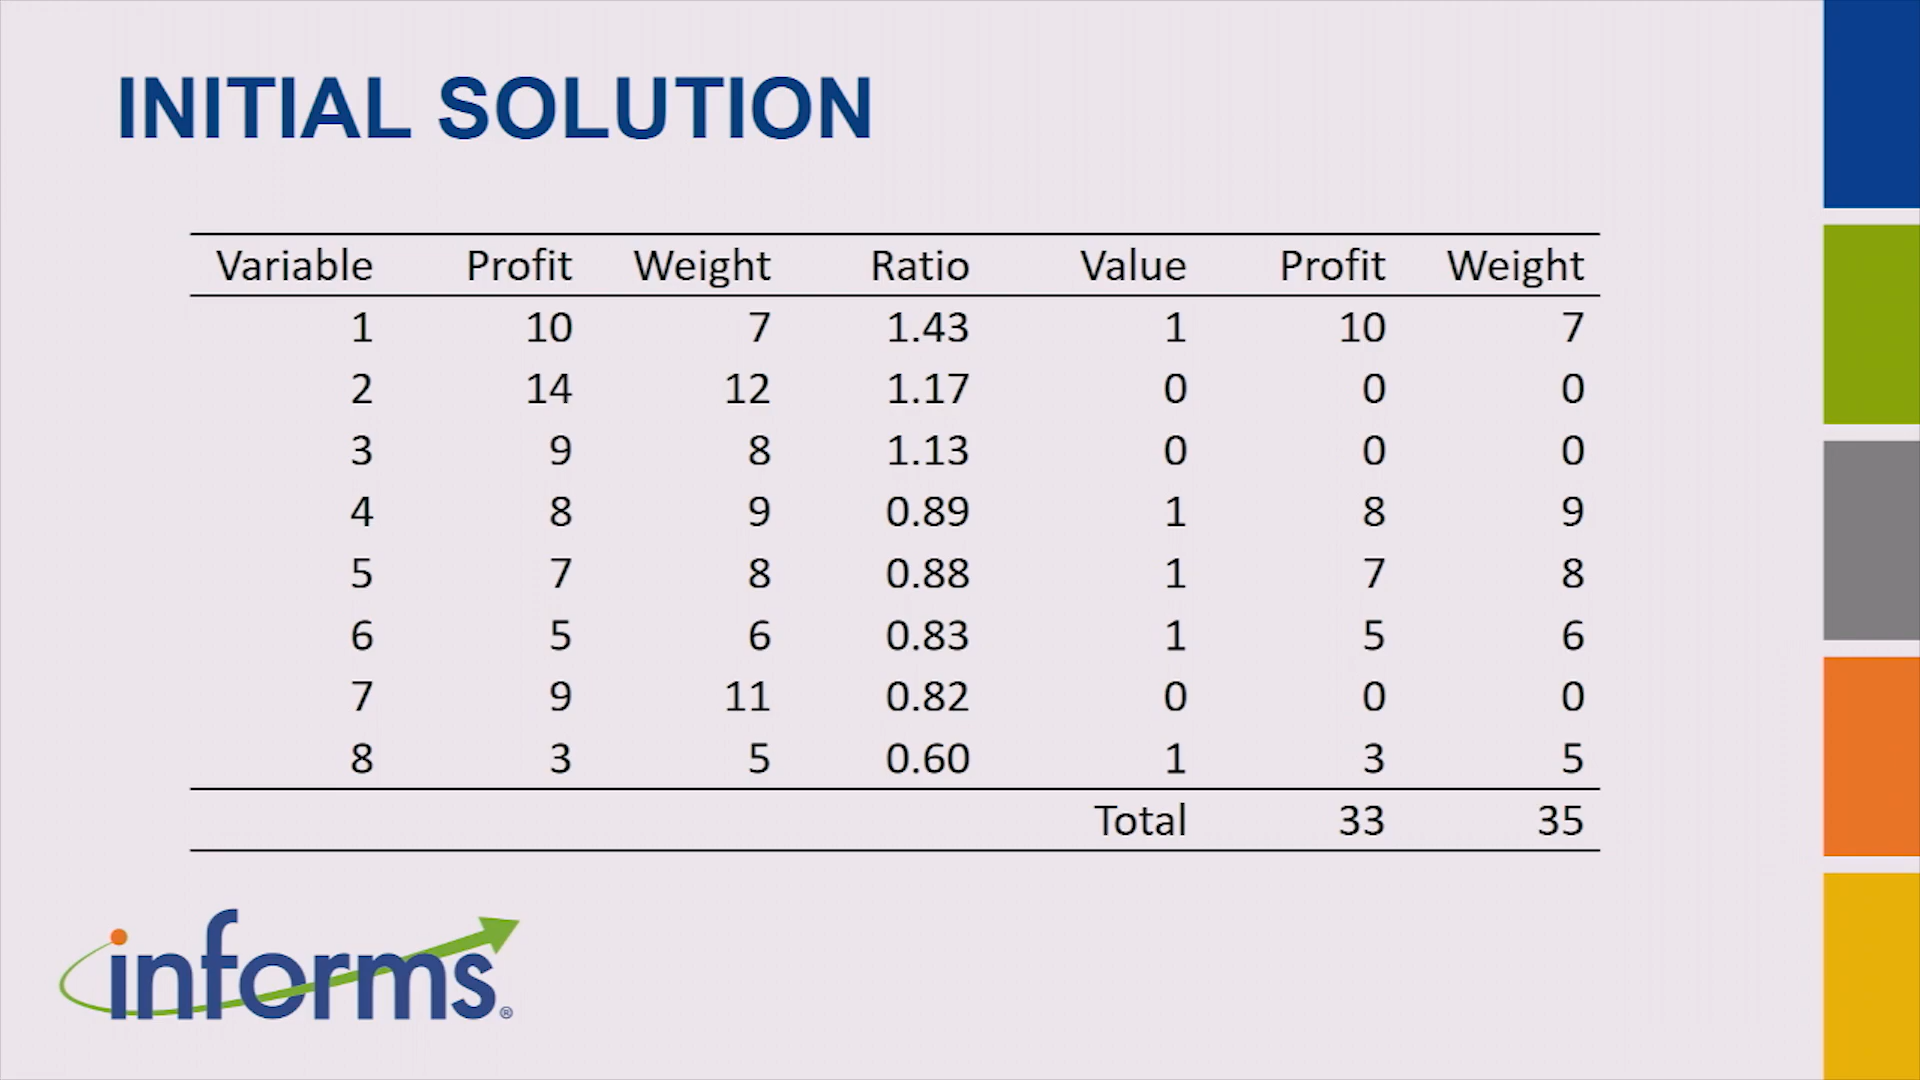 INITIAL SOLUTION
Variable Profit Weight Ratio Value Profit Weight
1 10 7 1.43 1 10 7
2 14 12 1.17 0 0 0
3 9 8 1.13 0 0 0
4 8 9 0.89 1 8 9
5 7 8 0.88 1 7 8
6 5 6 0.83 1 5 6
7 9 11 0.82 0 0 0
8 3 5 0.60 1 3 5
Total 33 35
informs®